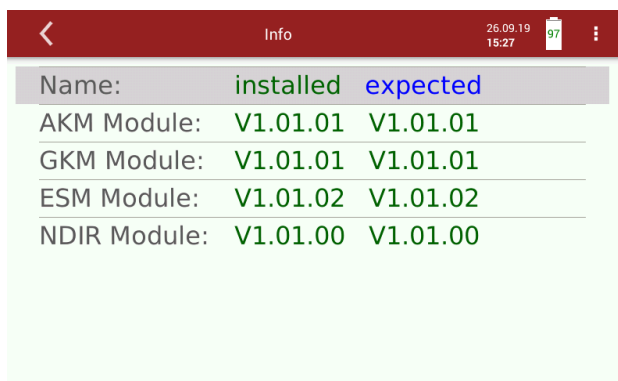 Info
26.09.19
15:27
97
Name: installed expected
AKM Module: V1.01.01 V1.01.01
GKM Module: V1.01.01 V1.01.01
ESM Module: V1.01.02 V1.01.02
NDIR Module: V1.01.00 V1.01.00